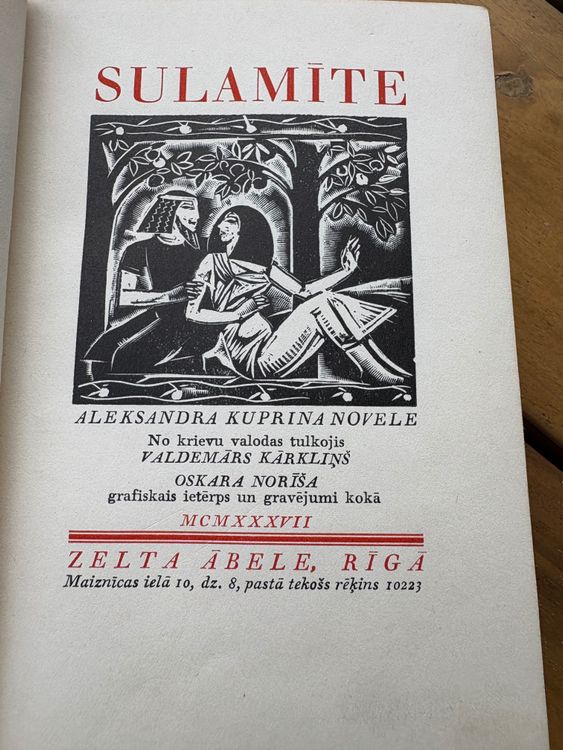 SULAMĪTE
ALEKSANDRA KUPRINA NOVELE
No krievu valodas tulkojis
VALDEMĀRS KĀRKLIŅŠ
OSKARA NORĪŠA
grafiskais ietērps un gravējumi kokā
MCMXXXVII
ZELTA ĀBELE, RĪGĀ
Maiznīcas ielā 10, dz. 8, pastā tekošs rēķins 10223